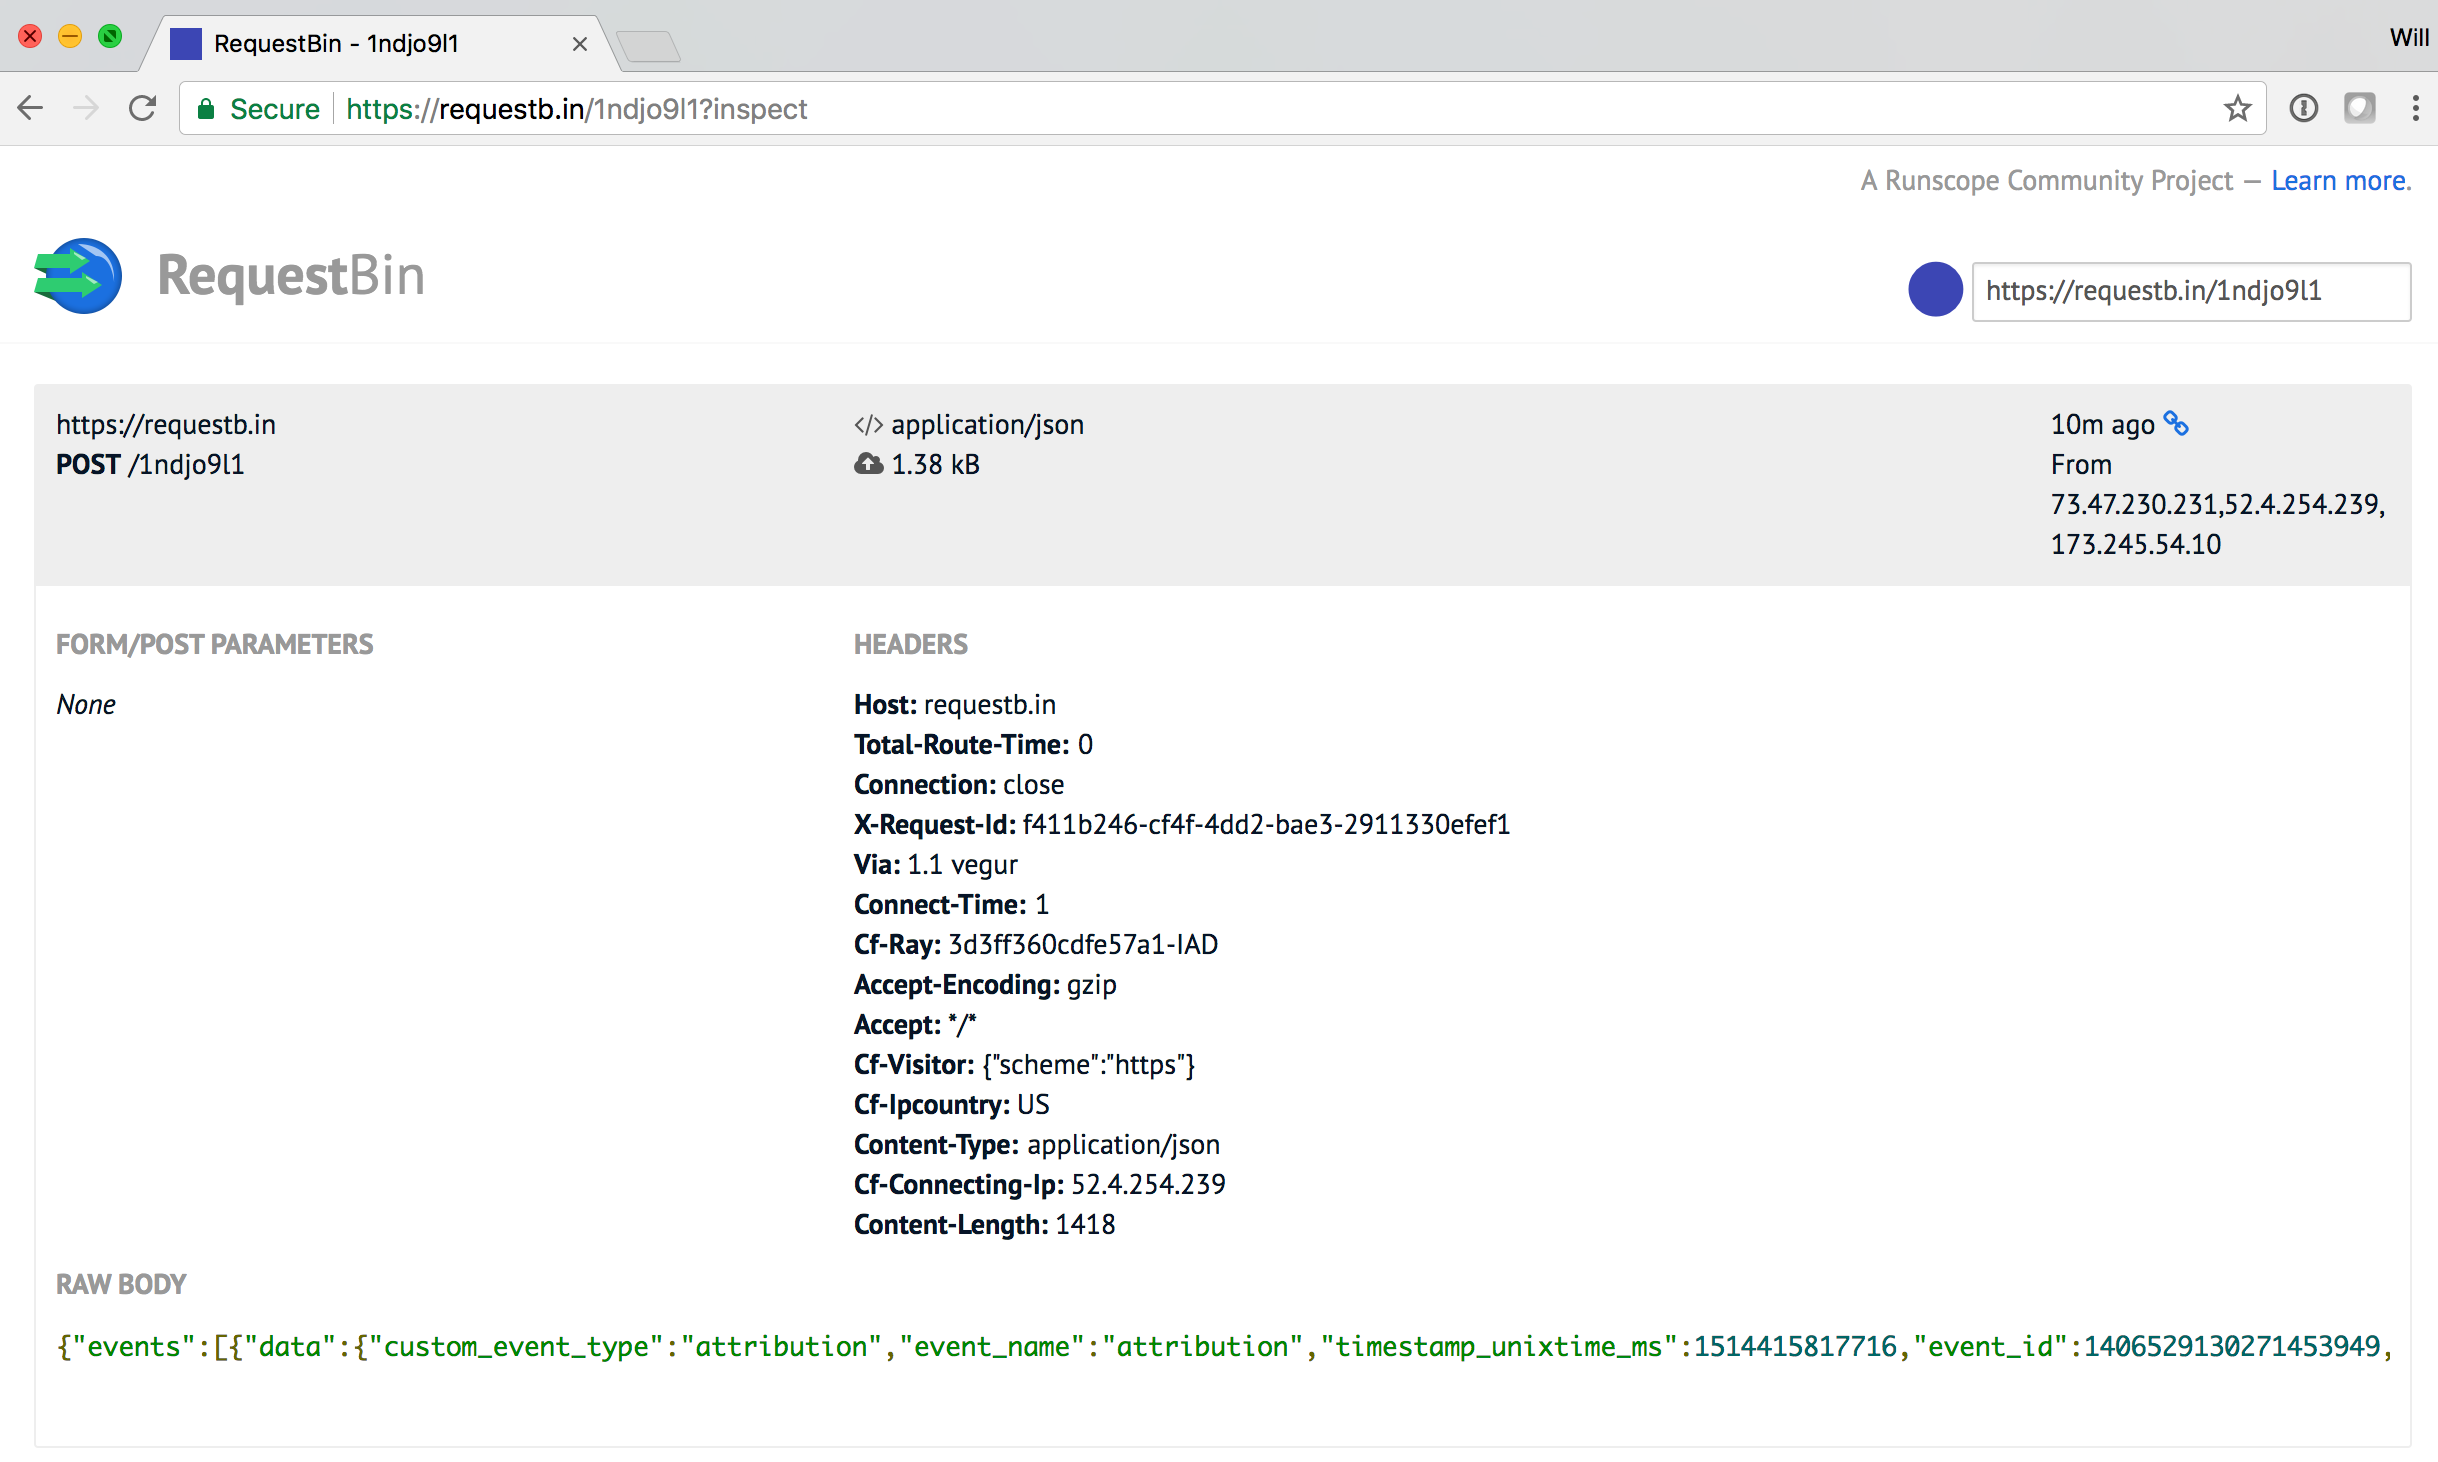 RequestBin - 1ndjo9l1
Will
Secure https://requestb.in/1ndjo9l1?inspect
A Runscope Community Project — Learn more.
RequestBin
https://requestb.in/1ndjo9l1
https://requestb.in
POST /1ndjo9l1
application/json
1.38 kB
10m ago
From
73.47.230.231,52.4.254.239,
173.245.54.10
FORM/POST PARAMETERS
None
HEADERS
Host: requestb.in
Total-Route-Time: 0
Connection: close
X-Request-Id: f411b246-cf4f-4dd2-bae3-2911330efef1
Via: 1.1 vegur
Connect-Time: 1
Cf-Ray: 3d3ff360cdfe57a1-IAD
Accept-Encoding: gzip
Accept: */*
Cf-Visitor: {"scheme":"https"}
Cf-Ipcountry: US
Content-Type: application/json
Cf-Connecting-Ip: 52.4.254.239
Content-Length: 1418
RAW BODY
{"events":[{"data":{"custom_event_type":"attribution","event_name":"attribution","timestamp_unixtime_ms":1514415817716,"event_id":1406529130271453949,